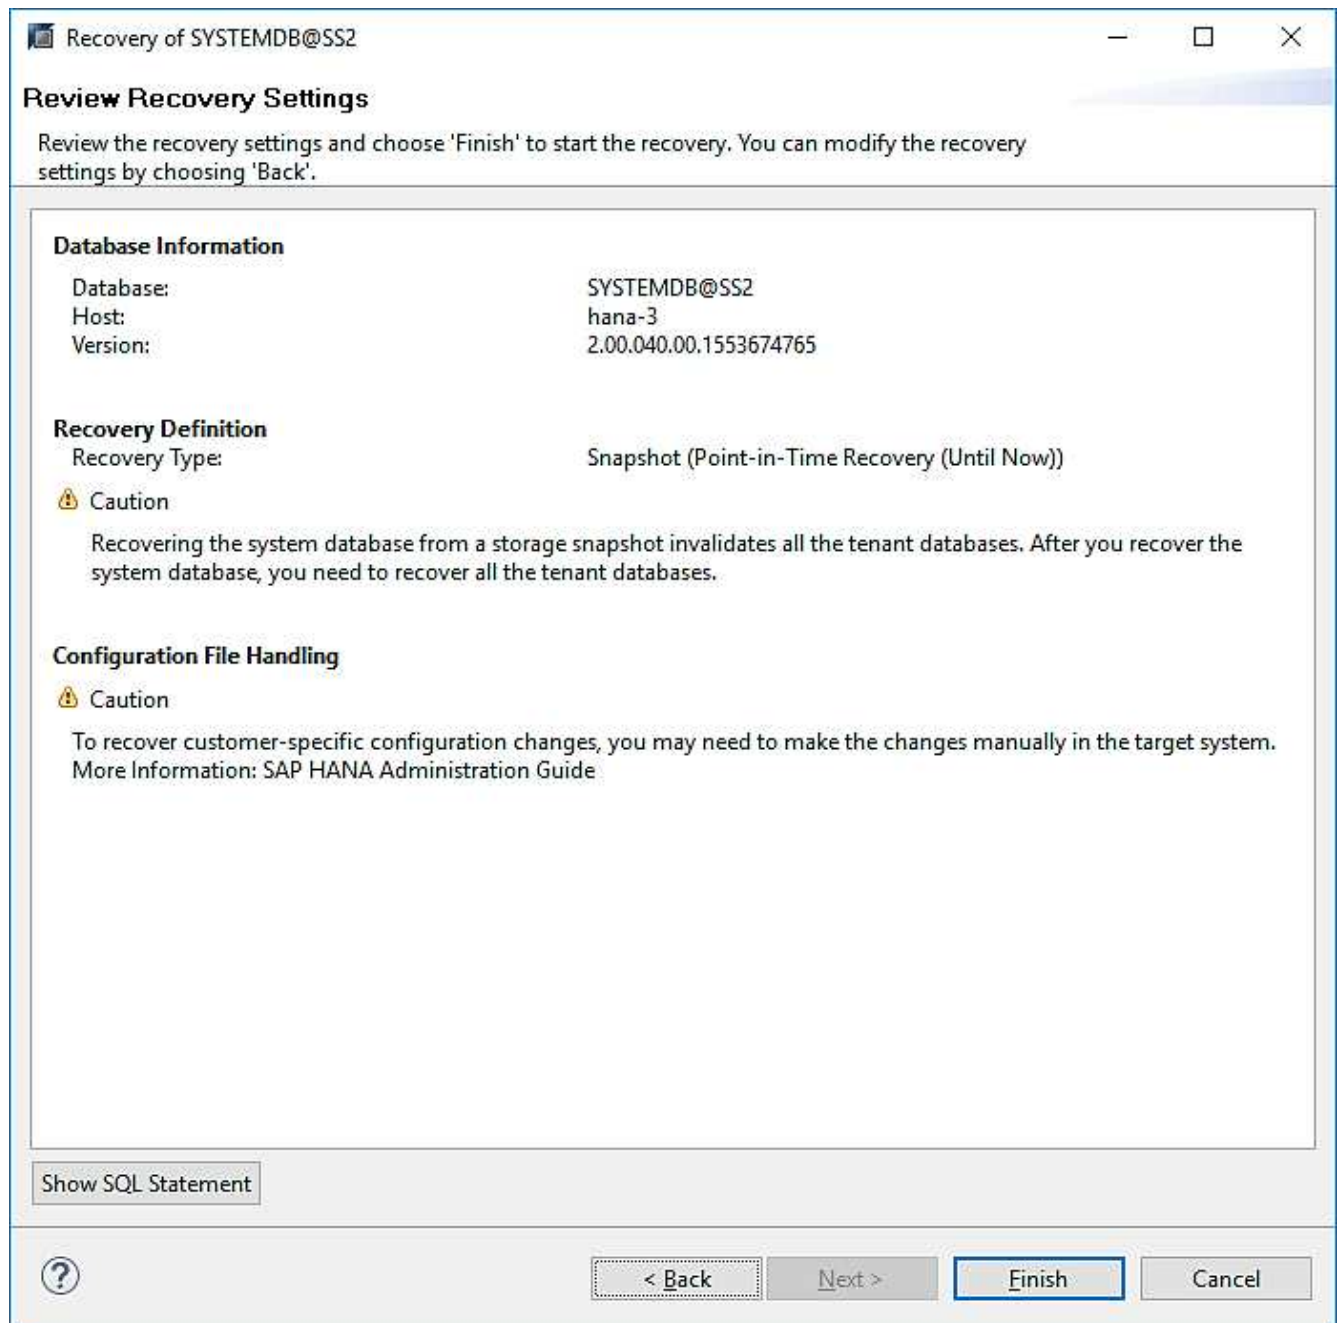 Recovery of SYSTEMDB@SS2
Review Recovery Settings
Review the recovery settings and choose 'Finish' to start the recovery. You can modify the recovery
settings by choosing 'Back'.
Database Information
Database: SYSTEMDB@SS2
Host: hana-3
Version: 2.00.040.00.1553674765
Recovery Definition
Recovery Type: Snapshot (Point-in-Time Recovery (Until Now))
Caution
Recovering the system database from a storage snapshot invalidates all the tenant databases. After you recover the
system database, you need to recover all the tenant databases.
Configuration File Handling
Caution
To recover customer-specific configuration changes, you may need to make the changes manually in the target system.
More Information: SAP HANA Administration Guide
Show SQL Statement
? < Back Next > Finish Cancel